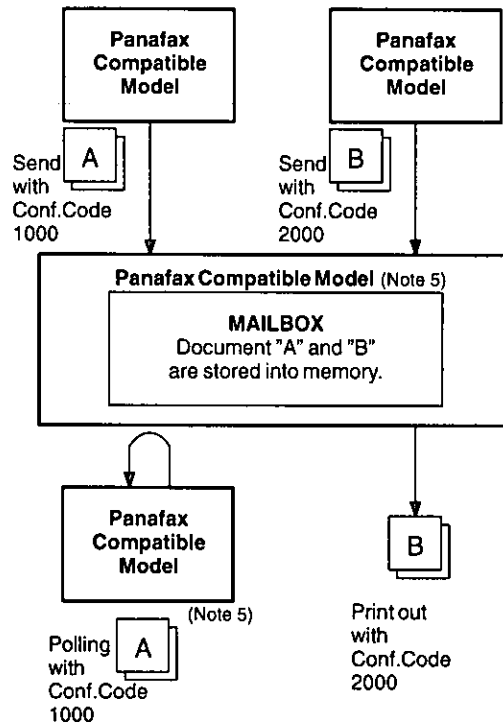 Panafax
Compatible
Model
Panafax
Compatible
Model
A
Send
with
Conf.Code
1000
B
Send
with
Conf.Code
2000
Panafax Compatible Model (Note 5)
MAILBOX
Document "A" and "B"
are stored into memory.
Panafax
Compatible
Model
(Note 5)
B
A
Polling
with
Conf.Code
1000
Print out
with
Conf.Code
2000